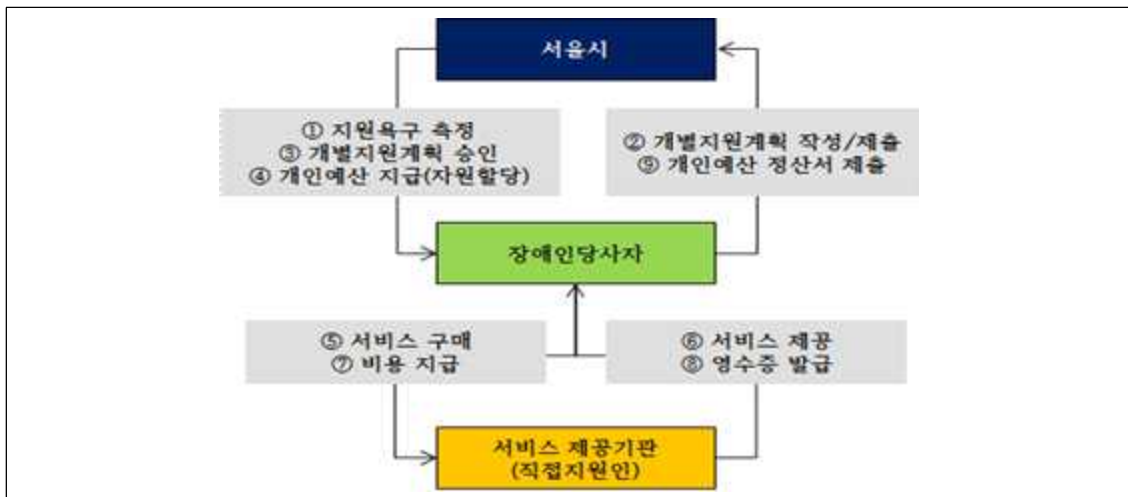 서울시
① 지원욕구 측정
③ 개별지원계획 승인
④ 개인예산 지급(자원할당)
② 개별지원계획 작성/제출
⑨ 개인예산 정산서 제출
장애인당사자
⑤ 서비스 구매
⑦ 비용 지급
⑥ 서비스 제공
⑧ 영수증 발급
서비스 제공기관
(직접지원인)